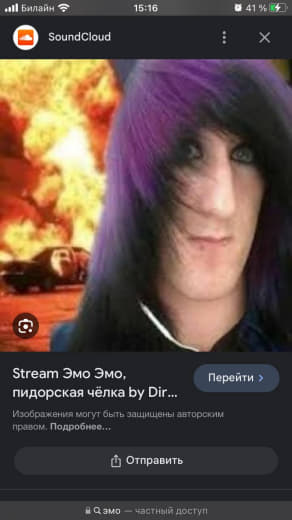 Билайн 15:16 41 %
SoundCloud
Stream Эмо Эмо,
пидорская чёлка by Dir...
Перейти >
Изображения могут быть защищены авторским
правом. Подробнее...
Отправить
эмо — частный доступ